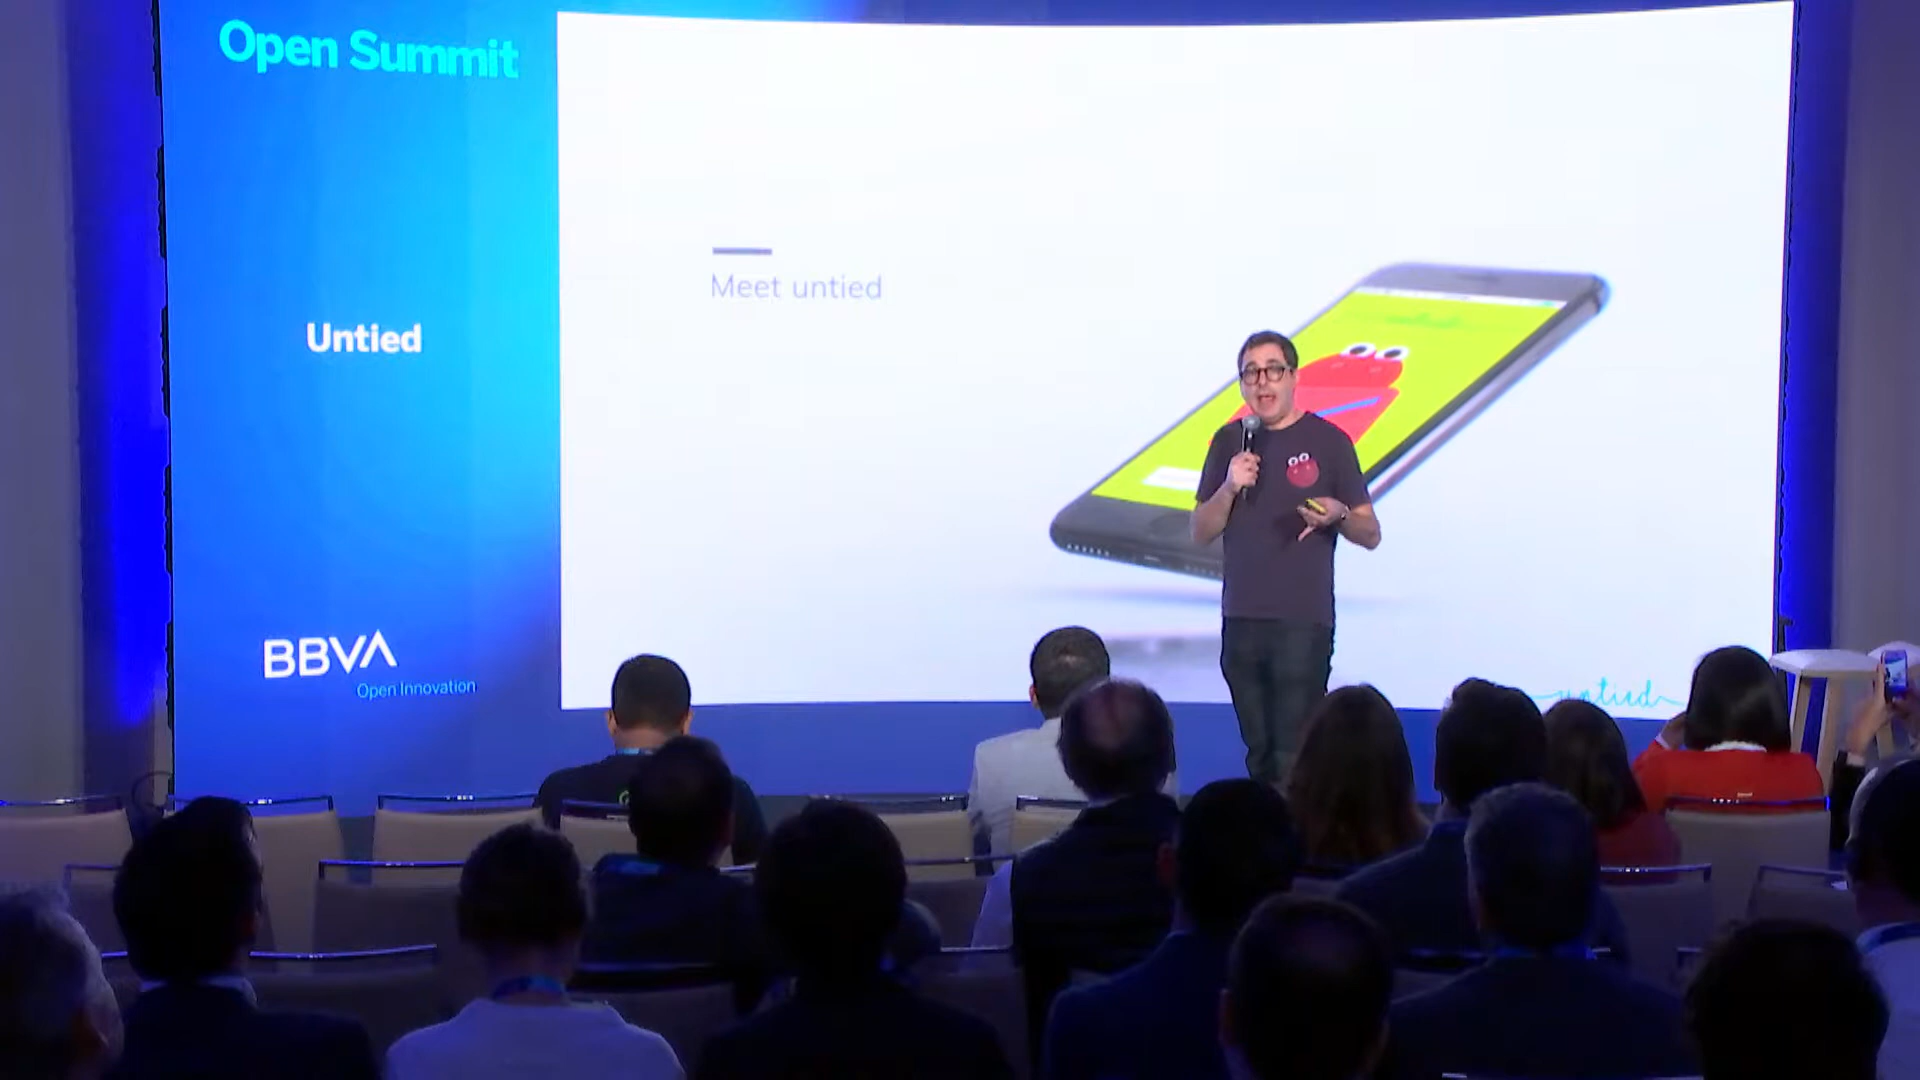 Open Summit
Meet untied
Untied
BBVA
Open Innovation
untied